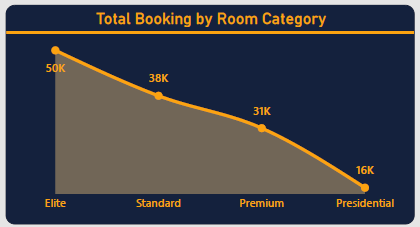 Total Booking by Room Category
50K
38K
31K
16K
Elite Standard Premium Presidential